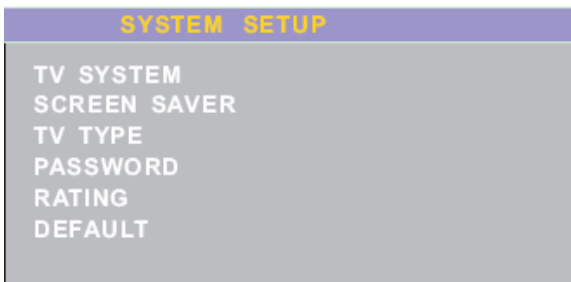 SYSTEM SETUP
TV SYSTEM
SCREEN SAVER
TV TYPE
PASSWORD
RATING
DEFAULT